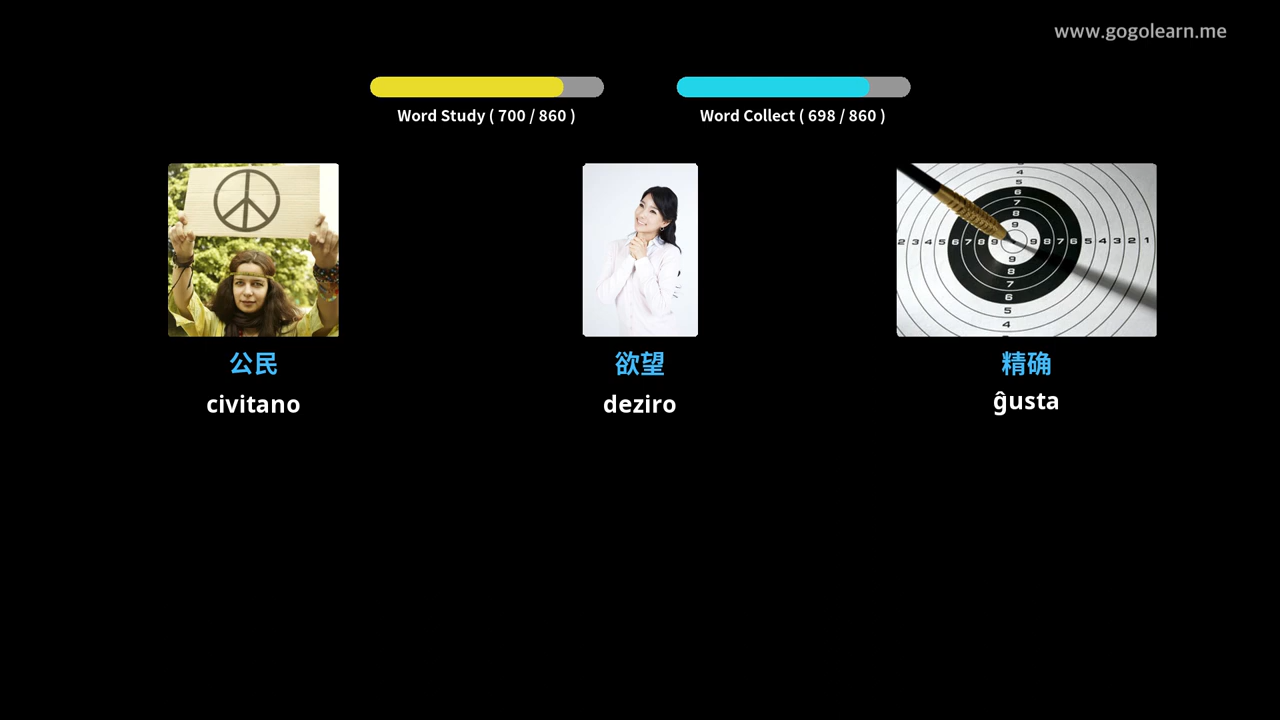 www.gogolearn.me
Word Study ( 700 / 860 )
Word Collect ( 698 / 860 )
公民
欲望
精确
civitano
deziro
ĝusta